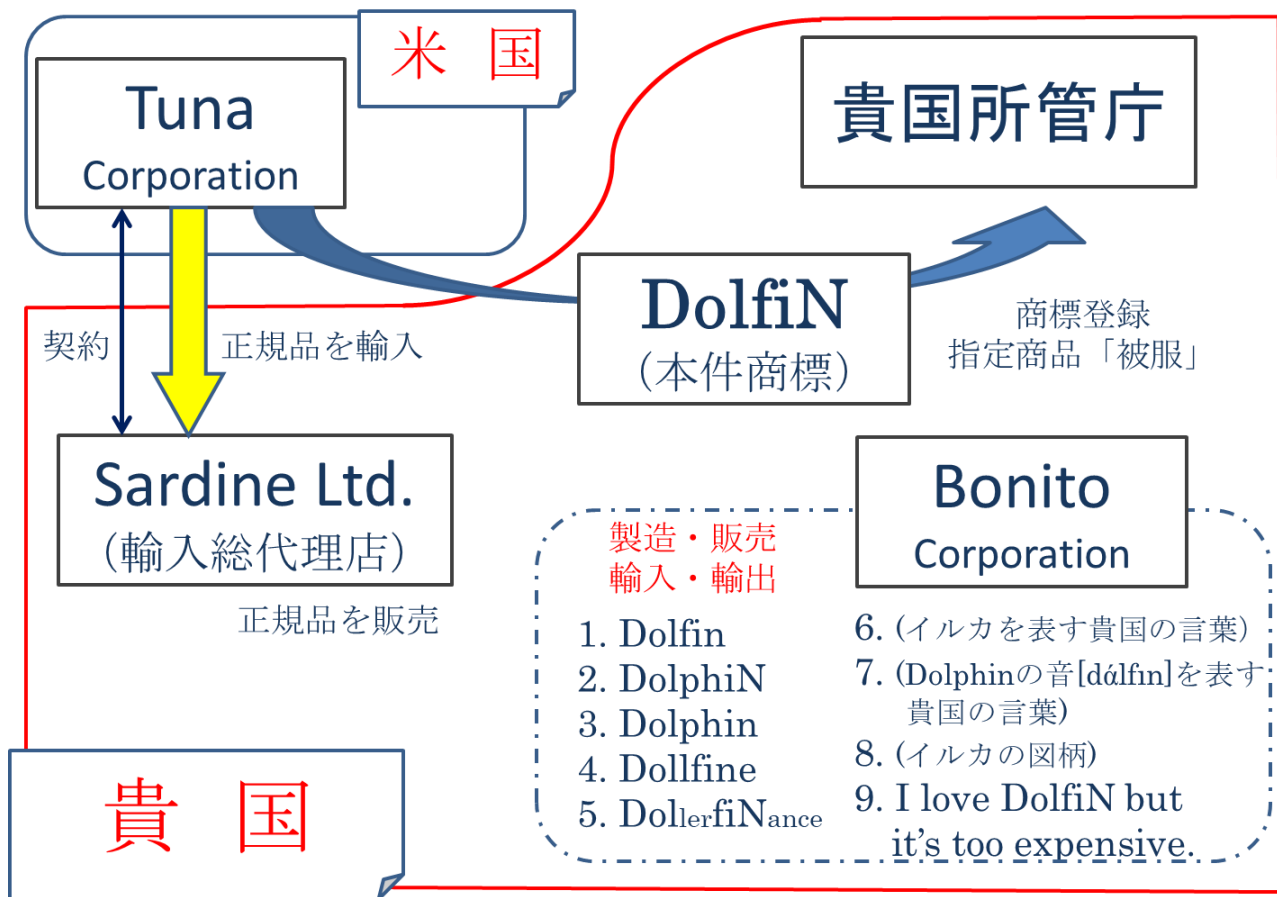 米 国
Tuna
Corporation
貴国所管庁
DolfiN
(本件商標)
商標登録
指定商品「被服」
契約
正規品を輸入
Sardine Ltd.
(輸入総代理店)
正規品を販売
Bonito
Corporation
製造・販売
輸入・輸出
1. Dolfin
2. DolphiN
3. Dolphin
4. Dollfine
5. DollerfiNance
6. (イルカを表す貴国の言葉)
7. (Dolphinの音[dάlfɪn]を表す
貴国の言葉)
8. (イルカの図柄)
9. I love DolfiN but
it's too expensive.
貴 国